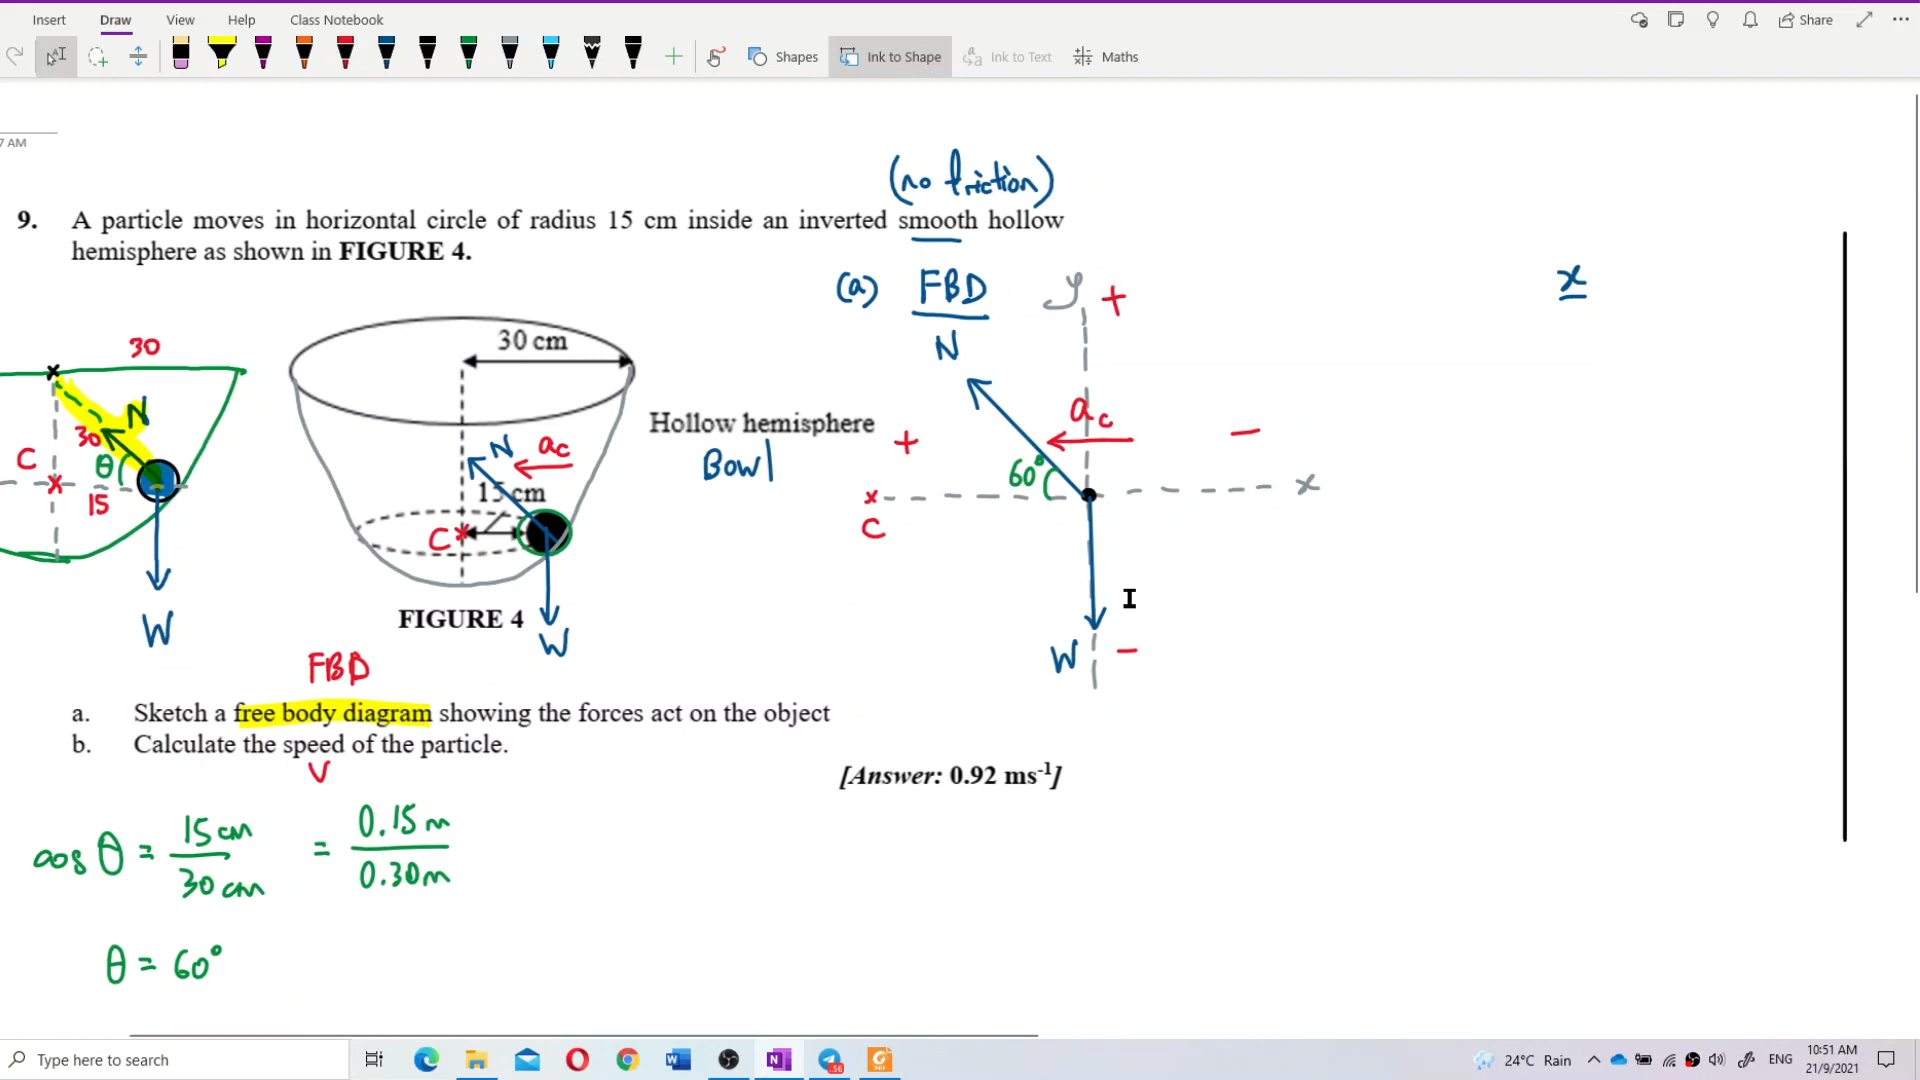 Insert Draw View Help Class Notebook Share
Shapes Ink to Shape Ink to Text Maths
7 AM
(no friction)
9. A particle moves in horizontal circle of radius 15 cm inside an inverted smooth hollow
hemisphere as shown in FIGURE 4.
(a) FBD y +
x
N
30
30 cm
N
30
θ
C
15
W
N
ac
15 cm
C
Hollow hemisphere
Bowl
+
ac
-
60°
x
C
x
W
-
FIGURE 4
W
FBD
a. Sketch a free body diagram showing the forces act on the object
b. Calculate the speed of the particle.
v
[Answer: 0.92 ms-1]
cos θ = 15 cm / 30 cm = 0.15 m / 0.30 m
θ = 60°
Type here to search
W
N
.56
24°C Rain
ENG
10:51 AM
21/9/2021